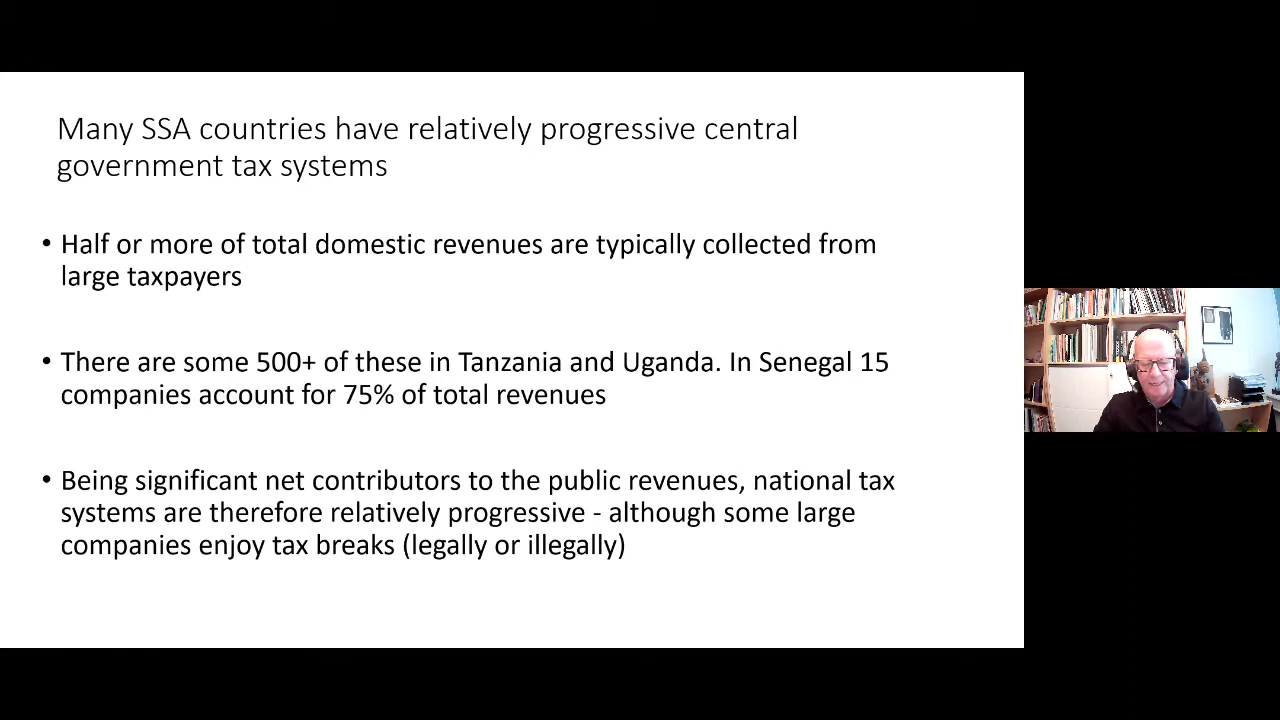 Many SSA countries have relatively progressive central
government tax systems
• Half or more of total domestic revenues are typically collected from
large taxpayers
• There are some 500+ of these in Tanzania and Uganda. In Senegal 15
companies account for 75% of total revenues
• Being significant net contributors to the public revenues, national tax
systems are therefore relatively progressive - although some large
companies enjoy tax breaks (legally or illegally)